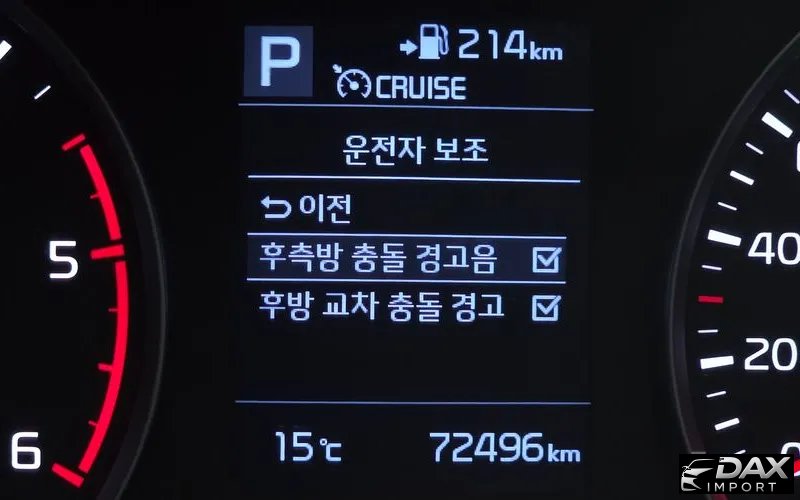 P
214km
CRUISE
운전자 보조
이전
후측방 충돌 경고음
후방 교차 충돌 경고
15℃
72496km
5
6
40
20
0
DAX
IMPORT